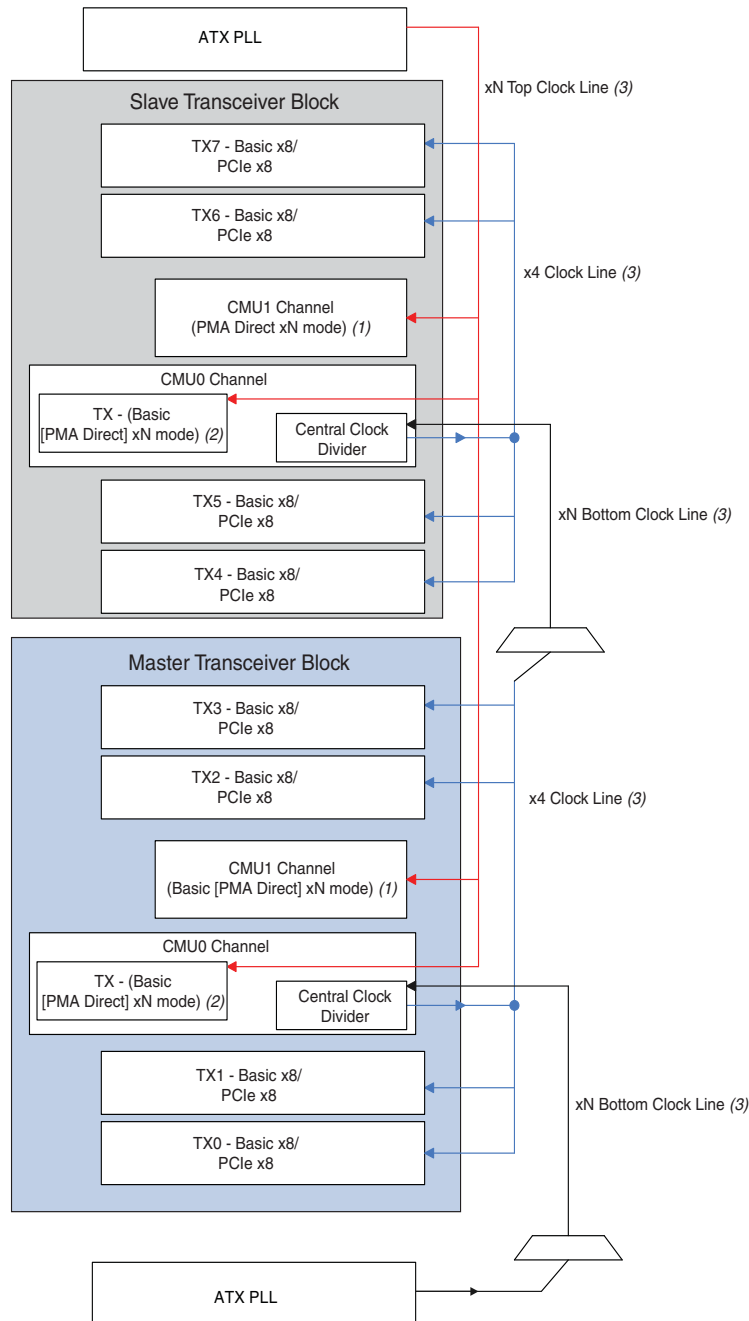 ATX PLL
xN Top Clock Line (3)
Slave Transceiver Block
TX7 - Basic x8/
PCIe x8
TX6 - Basic x8/
PCIe x8
x4 Clock Line (3)
CMU1 Channel
(PMA Direct xN mode) (1)
CMU0 Channel
TX - (Basic
[PMA Direct] xN mode) (2)
Central Clock
Divider
TX5 - Basic x8/
PCIe x8
xN Bottom Clock Line (3)
TX4 - Basic x8/
PCIe x8
Master Transceiver Block
TX3 - Basic x8/
PCIe x8
TX2 - Basic x8/
PCIe x8
x4 Clock Line (3)
CMU1 Channel
(Basic [PMA Direct] xN mode) (1)
CMU0 Channel
TX - (Basic
[PMA Direct] xN mode) (2)
Central Clock
Divider
TX1 - Basic x8/
PCIe x8
xN Bottom Clock Line (3)
TX0 - Basic x8/
PCIe x8
ATX PLL